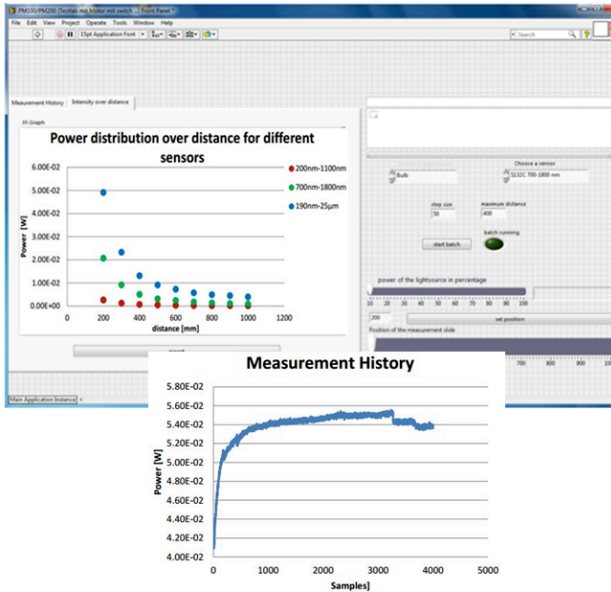 PM100/PM200 [Testlab mit Motor mit switch ...] Front Panel *
File Edit View Project Operate Tools Window Help
15pt Application Font
Search
Measurement History Intensity over distance
XY Graph
Power distribution over distance for different
sensors
6.00E-02
5.00E-02
4.00E-02
3.00E-02
2.00E-02
1.00E-02
0.00E+00
Power [W]
200nm-1100nm
700nm-1800nm
190nm-25µm
0 200 400 600 800 1000 1200
distance [mm]
Choose a sensor
Bulb
S132C 700-1800 nm
step size
maximum distance
50
400
batch running
start batch
power of the lightsource in percentage
10 20 30 40 50 60 70 80 90 100
200
set position
Position of the measurement slide
700 800 900 100
Main Application Instance
Measurement History
5.80E-02
5.60E-02
5.40E-02
5.20E-02
5.00E-02
4.80E-02
4.60E-02
4.40E-02
4.20E-02
4.00E-02
Power [W]
0 1000 2000 3000 4000 5000
Samples]